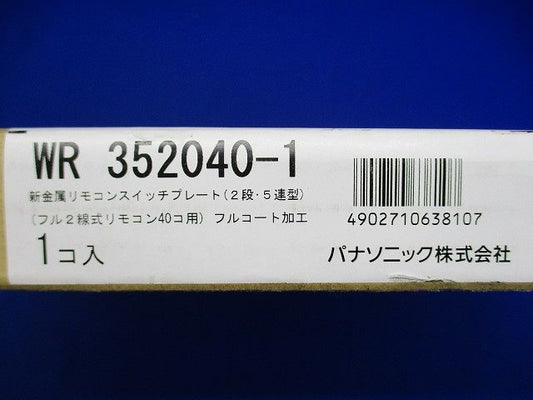 WR 352040-1
新金属リモコンスイッチプレート(2段・5連型)
(フル2線式リモコン40コ用) フルコート加工
4902710638107
1コ入
パナソニック株式会社